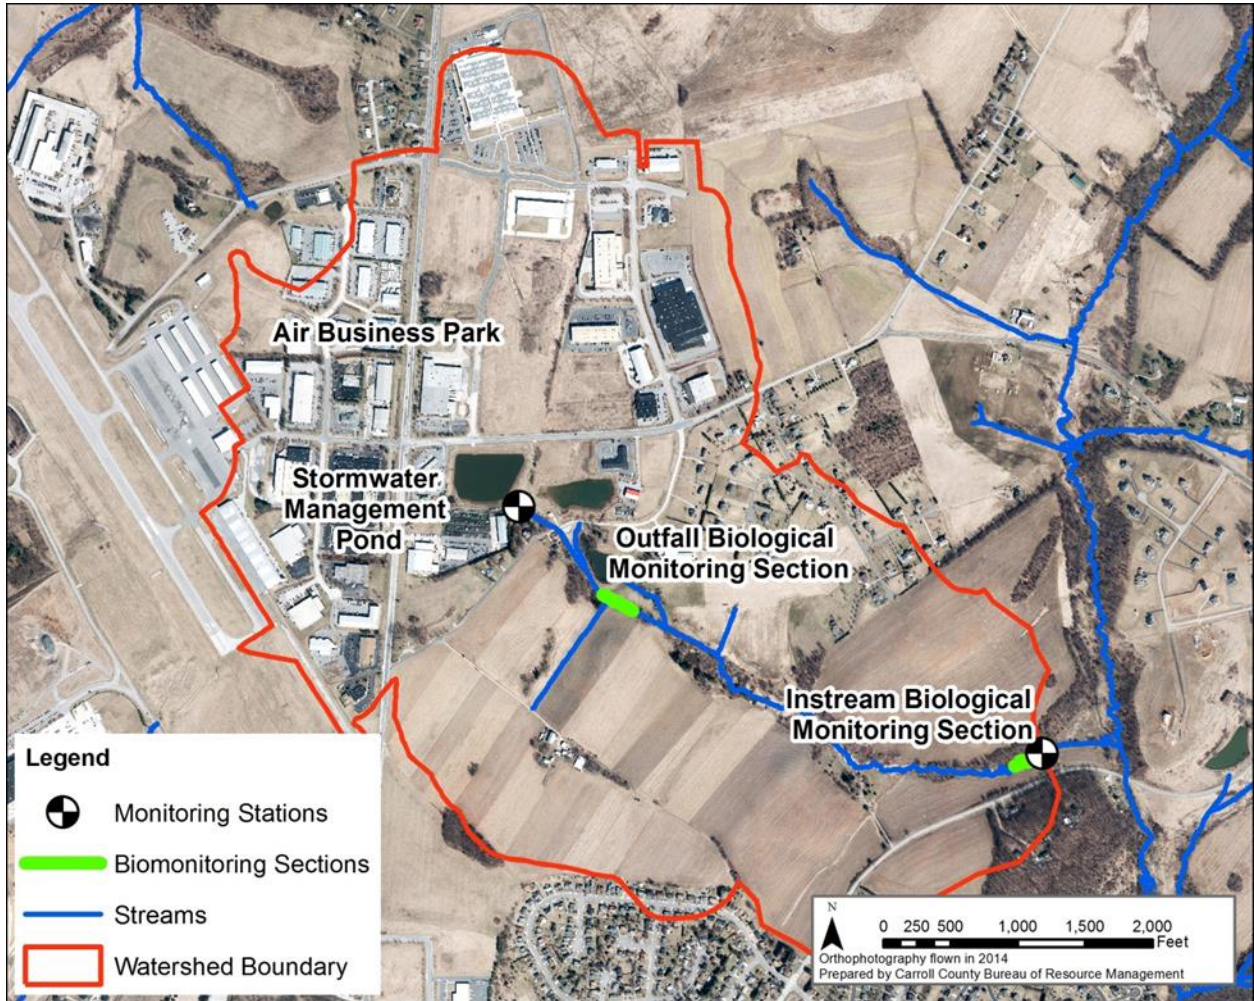 Air Business Park
Stormwater
Management
Pond
Outfall Biological
Monitoring Section
Instream Biological
Monitoring Section
Legend
Monitoring Stations
Biomonitoring Sections
Streams
Watershed Boundary
N
0 250 500 1,000 1,500 2,000
Feet
Orthophotography flown in 2014
Prepared by Carroll County Bureau of Resource Management